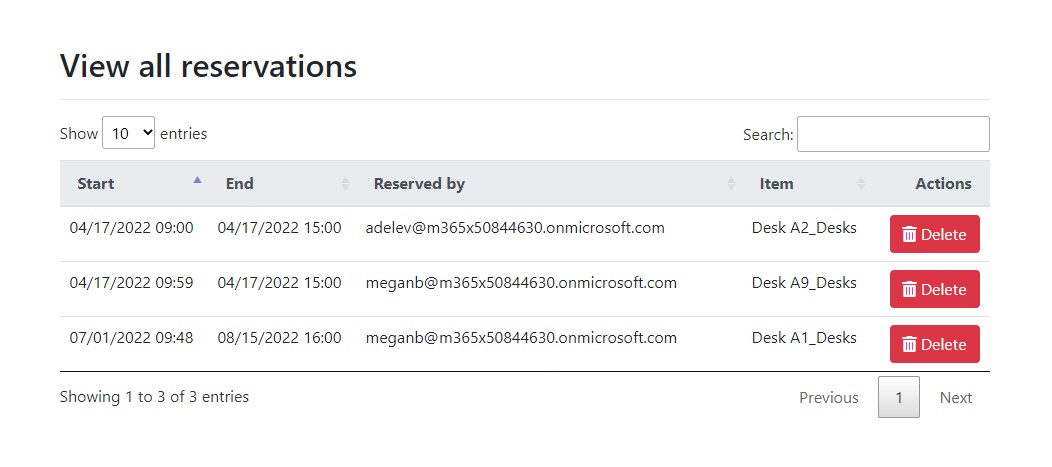 View all reservations
Show 10 entries Search:
Start End Reserved by Item Actions
04/17/2022 09:00 04/17/2022 15:00 adelev@m365x50844630.onmicrosoft.com Desk A2_Desks Delete
04/17/2022 09:59 04/17/2022 15:00 meganb@m365x50844630.onmicrosoft.com Desk A9_Desks Delete
07/01/2022 09:48 08/15/2022 16:00 meganb@m365x50844630.onmicrosoft.com Desk A1_Desks Delete
Showing 1 to 3 of 3 entries Previous 1 Next